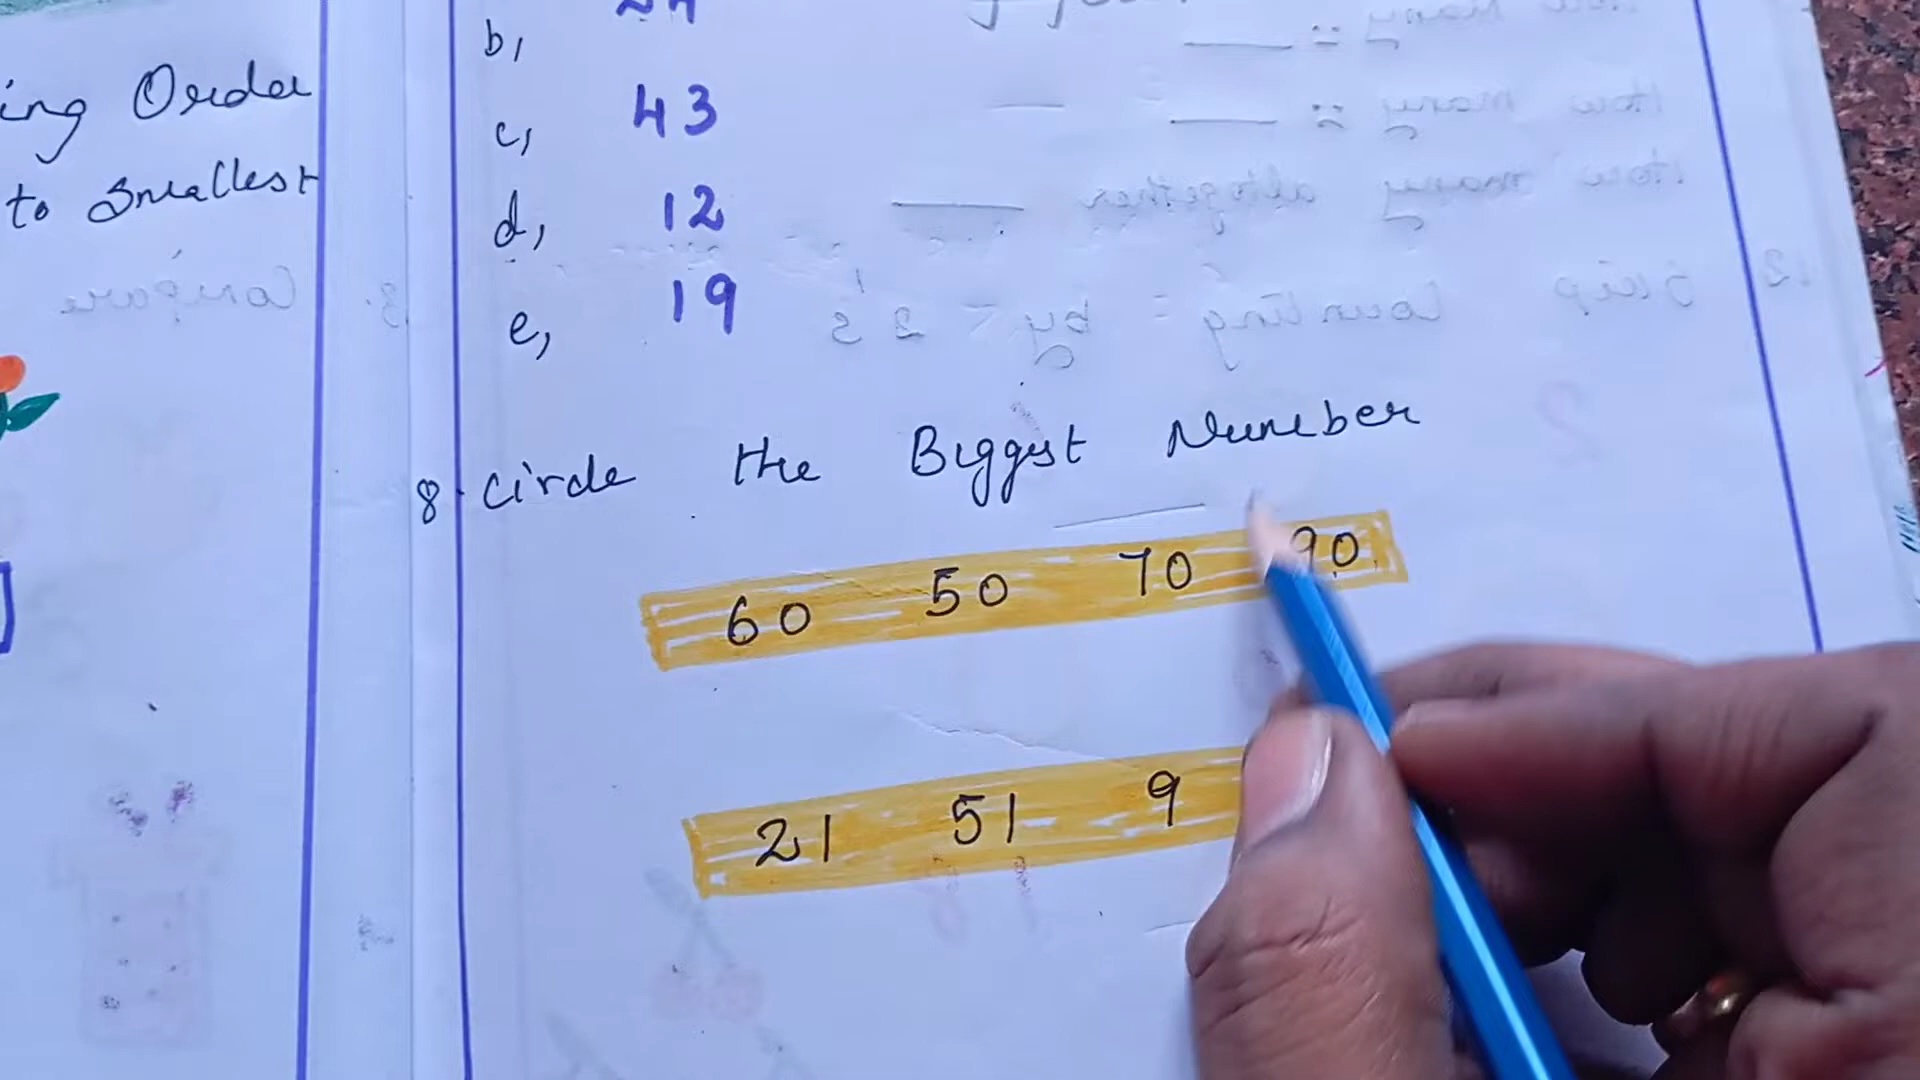 ing Order
to Smallest
b,
c, 43
d, 12
e, 19
8. Circle the Biggest Number
60 50 70 90
21 51 9